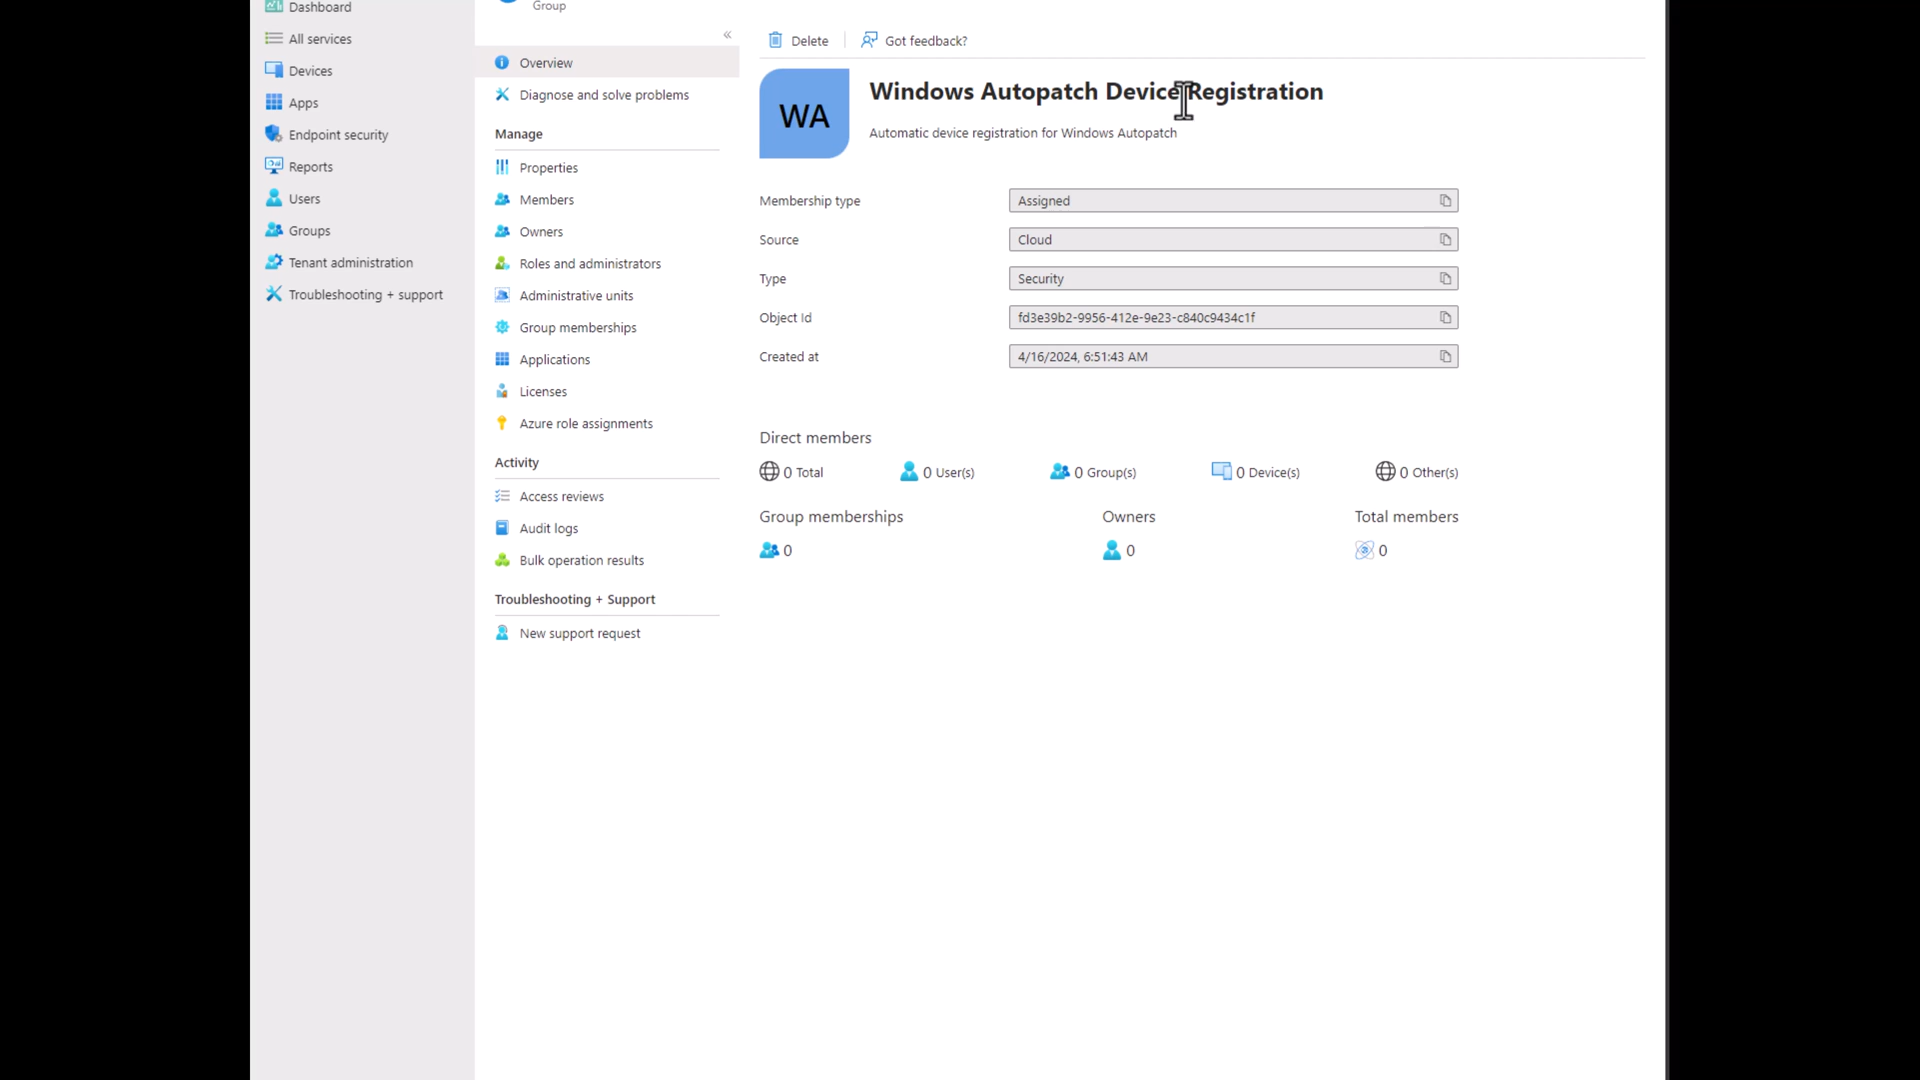 Dashboard
All services
Devices
Apps
Endpoint security
Reports
Users
Groups
Tenant administration
Troubleshooting + support
Group
«
Overview
Diagnose and solve problems
Manage
Properties
Members
Owners
Roles and administrators
Administrative units
Group memberships
Applications
Licenses
Azure role assignments
Activity
Access reviews
Audit logs
Bulk operation results
Troubleshooting + Support
New support request
Delete
Got feedback?
WA
Windows Autopatch Device Registration
Automatic device registration for Windows Autopatch
Membership type Assigned
Source Cloud
Type Security
Object Id fd3e39b2-9956-412e-9e23-c840c9434c1f
Created at 4/16/2024, 6:51:43 AM
Direct members
0 Total 0 User(s) 0 Group(s) 0 Device(s) 0 Other(s)
Group memberships Owners Total members
0 0 0